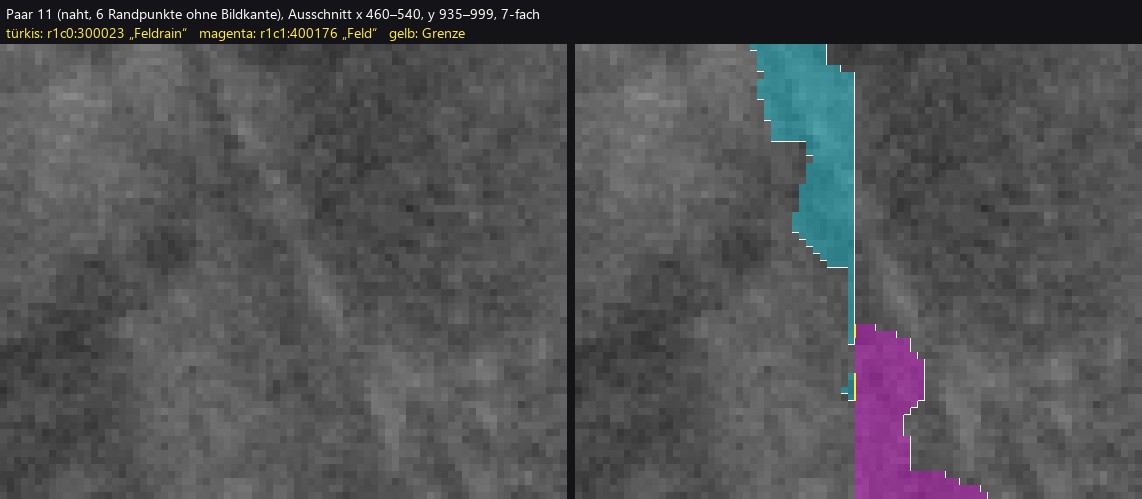 Paar 11 (naht, 6 Randpunkte ohne Bildkante), Ausschnitt x 460–540, y 935–999, 7-fach
türkis: r1c0:300023 „Feldrain“ magenta: r1c1:400176 „Feld“ gelb: Grenze